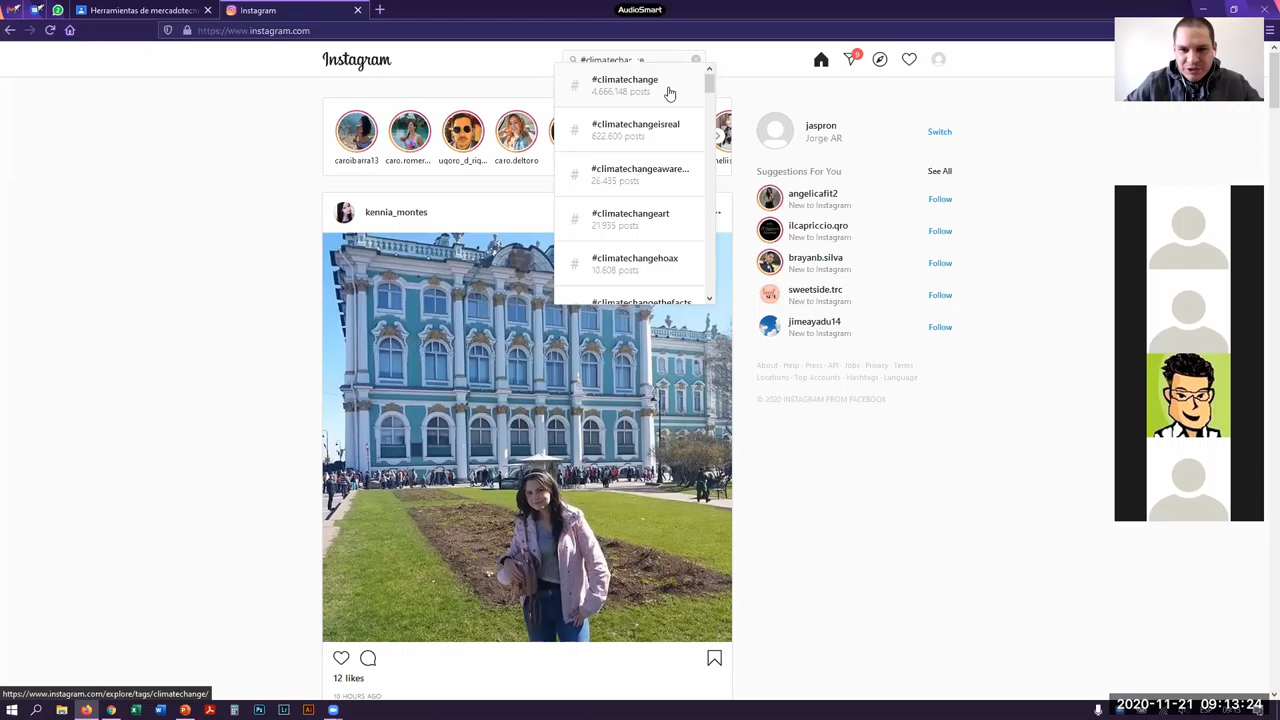 Herramientas de mercadotec
Instagram
AudioSmart
https://www.instagram.com
Instagram
9
#climatechange
4,666,148 posts
#climatechangeisreal
622,600 posts
#climatechangeaware...
26,435 posts
#climatechangeart
21,935 posts
#climatechangehoax
10,608 posts
#climatechangethefacts
caroibarra13
caro.romer...
uqoro_d_riq...
caro.deltoro
jaspron
Jorge AR
Switch
Suggestions For You
See All
angelicafit2
New to Instagram
Follow
ilcapriccio.qro
New to Instagram
Follow
brayanb.silva
New to Instagram
Follow
sweetside.trc
New to Instagram
Follow
jimeayadu14
New to Instagram
Follow
About · Help · Press · API · Jobs · Privacy · Terms ·
Locations · Top Accounts · Hashtags · Language
© 2020 INSTAGRAM FROM FACEBOOK
kennia_montes
12 likes
10 HOURS AGO
https://www.instagram.com/explore/tags/climatechange/
2020-11-21 09:13:24